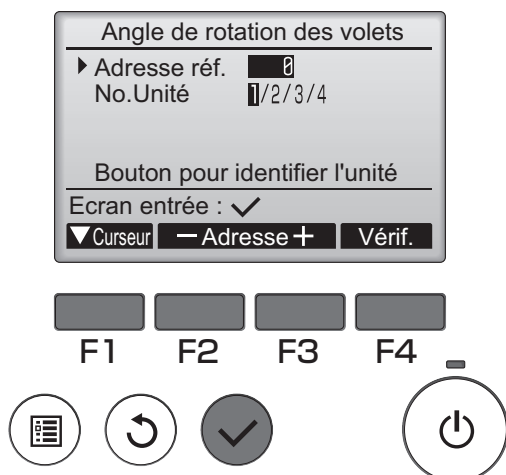 Angle de rotation des volets
Adresse réf. 0
No.Unité 1/2/3/4
Bouton pour identifier l'unité
Ecran entrée : ✓
▼Curseur −Adresse+ Vérif.
F1 F2 F3 F4